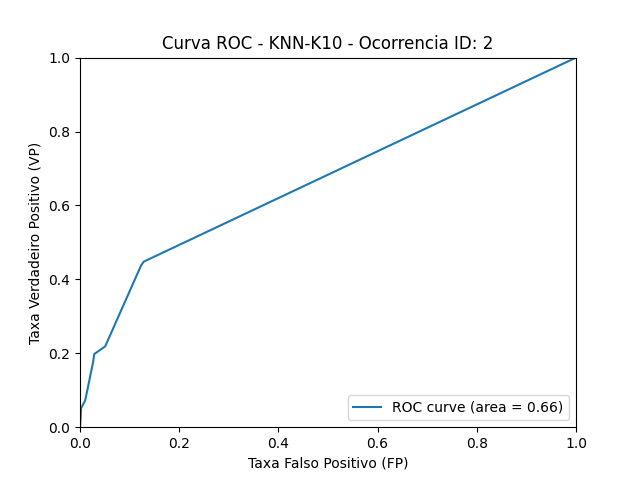 Curva ROC - KNN-K10 - Ocorrencia ID: 2
Taxa Verdadeiro Positivo (VP)
1.0
0.8
0.6
0.4
0.2
0.0
ROC curve (area = 0.66)
0.0 0.2 0.4 0.6 0.8 1.0
Taxa Falso Positivo (FP)